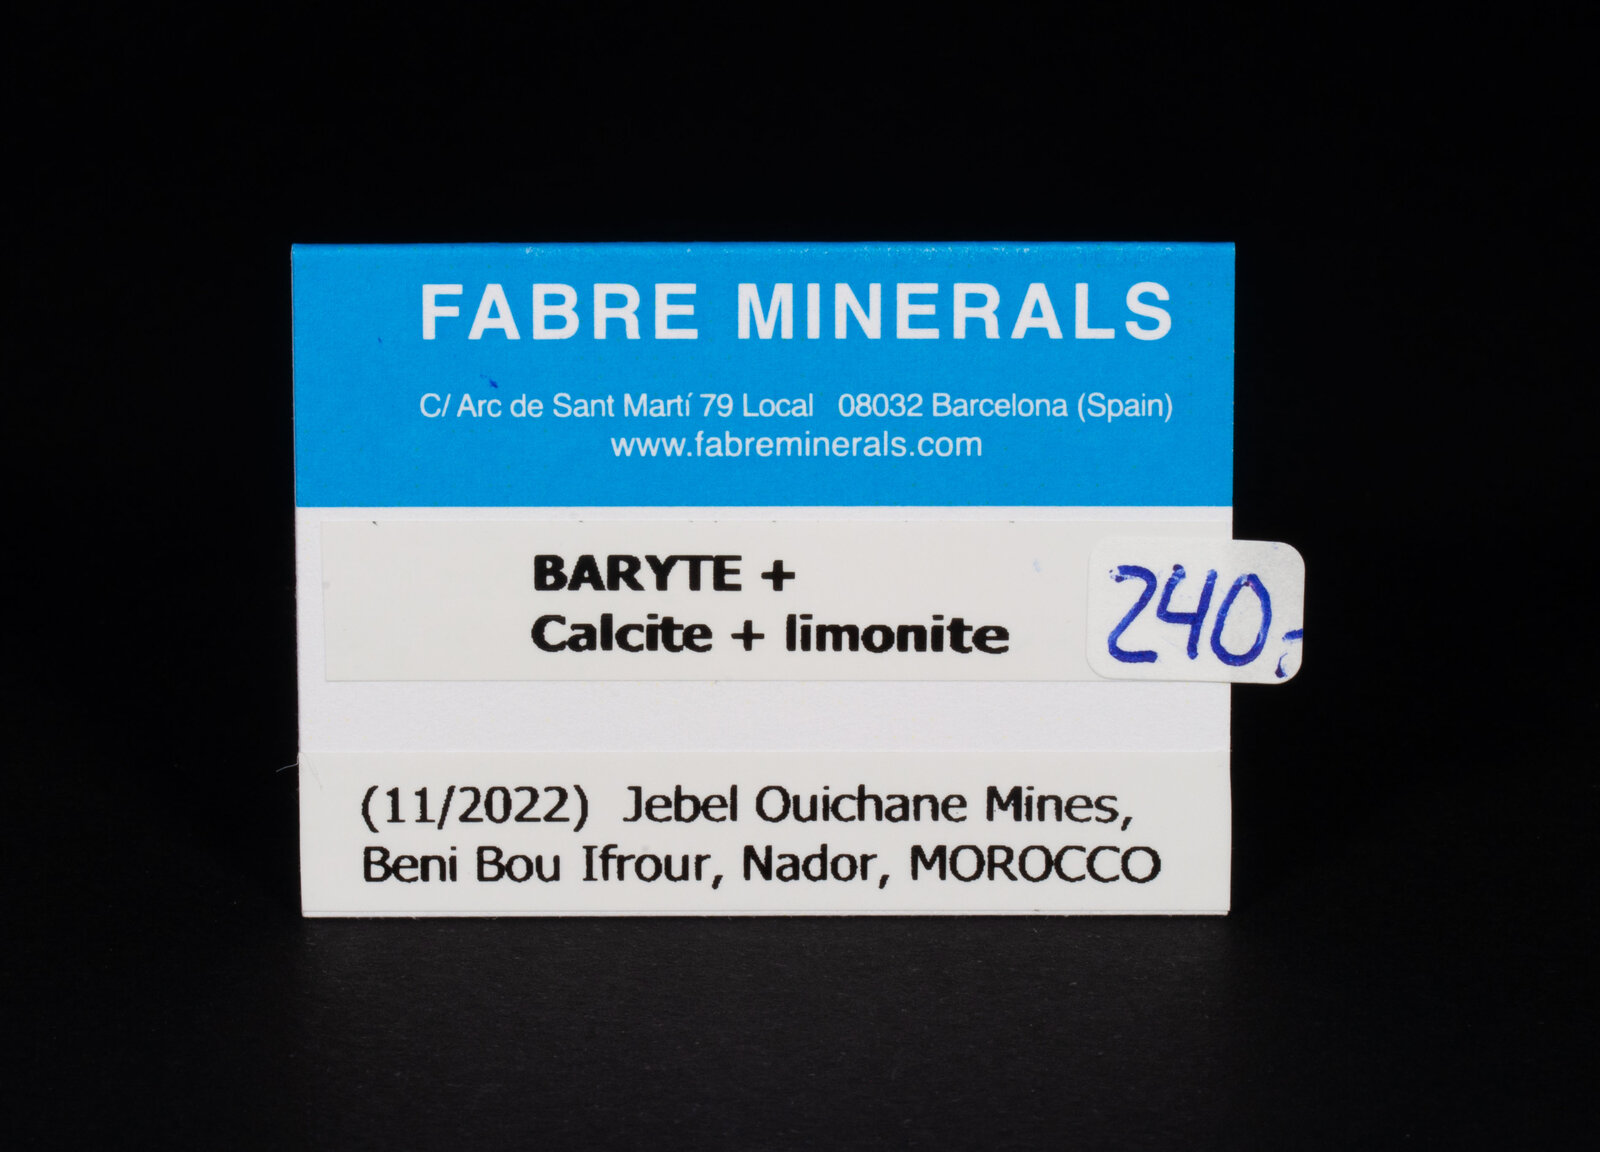 FABRE MINERALS
C/ Arc de Sant Martí 79 Local 08032 Barcelona (Spain)
www.fabreminerals.com
BARYTE +
Calcite + limonite
240.-
(11/2022) Jebel Ouichane Mines,
Beni Bou Ifrour, Nador, MOROCCO